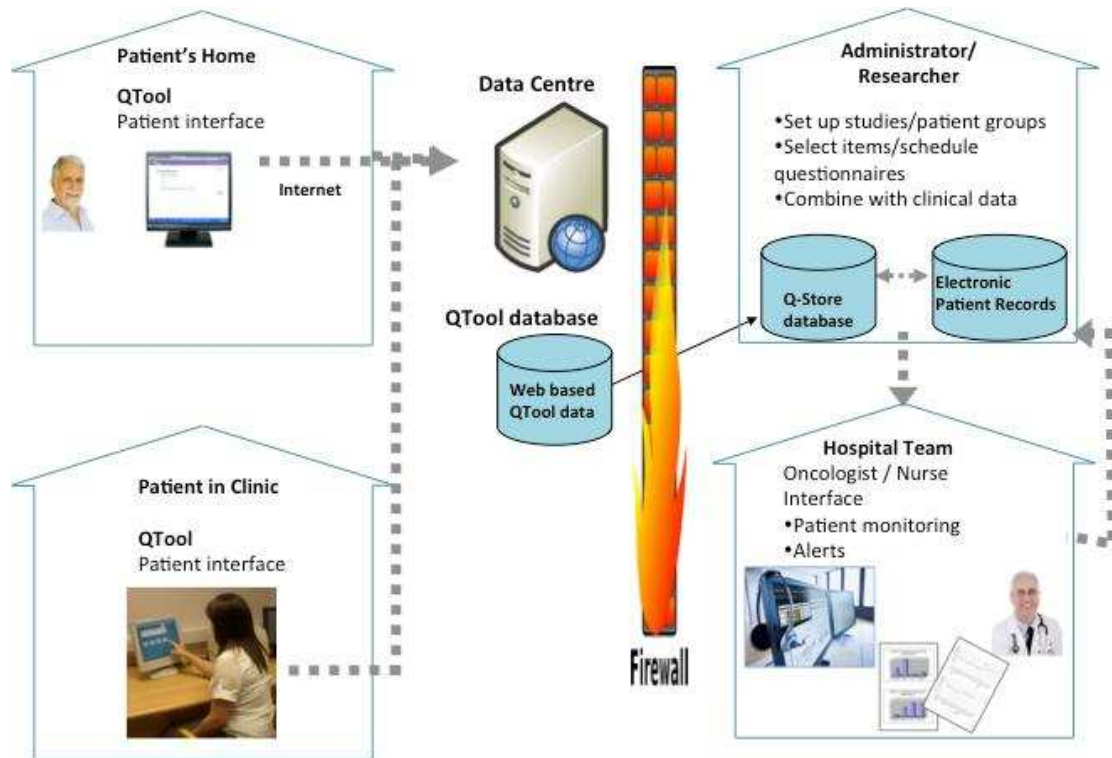 Patient's Home
QTool
Patient interface
Internet
Patient in Clinic
QTool
Patient interface
Data Centre
QTool database
Web based
QTool data
Firewall
Administrator/
Researcher
•Set up studies/patient groups
•Select items/schedule
questionnaires
•Combine with clinical data
Q-Store
database
Electronic
Patient Records
Hospital Team
Oncologist / Nurse
Interface
•Patient monitoring
•Alerts